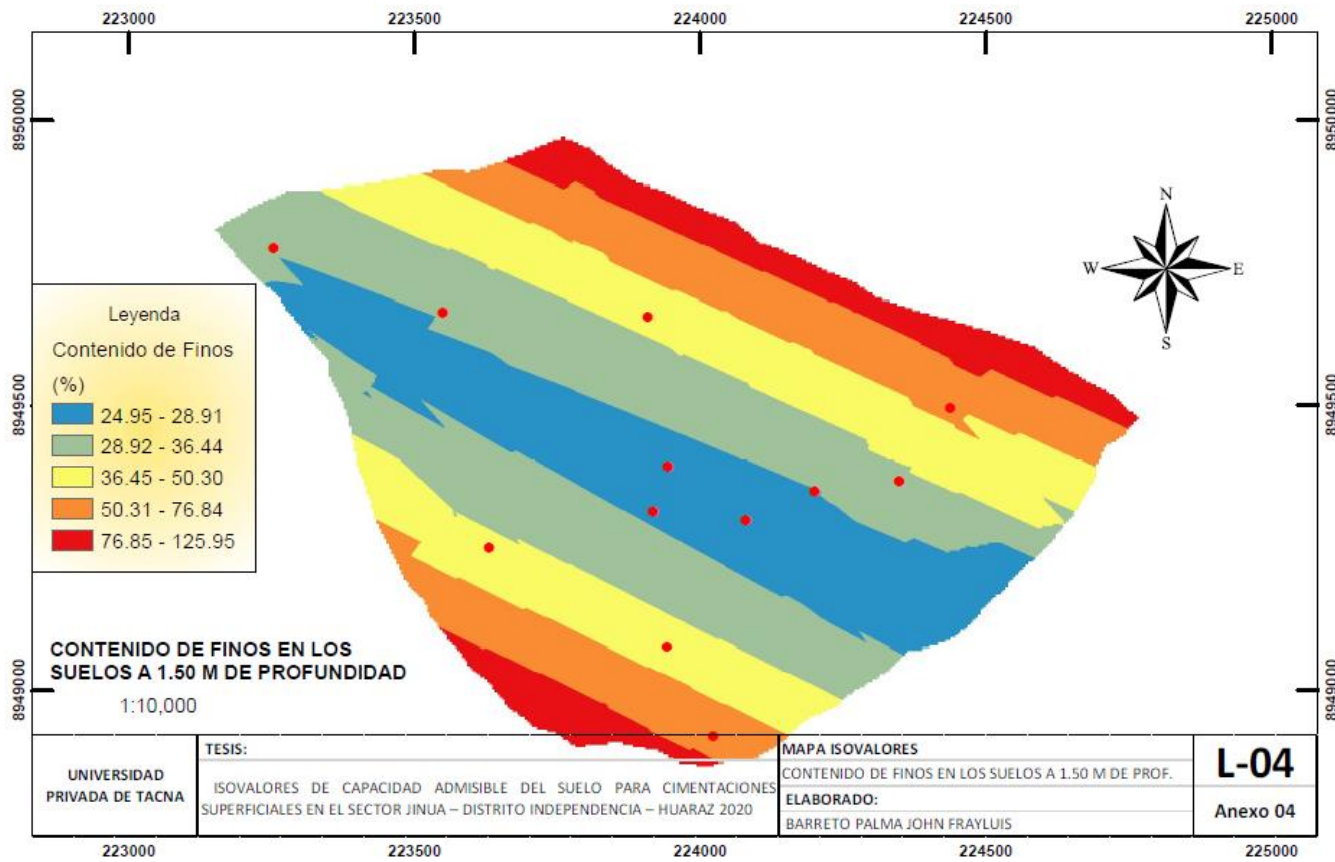 223000 223500 224000 224500 225000
8950000 8950000
N
W E
S
Leyenda
Contenido de Finos
(%)
24.95 - 28.91
28.92 - 36.44
36.45 - 50.30
50.31 - 76.84
76.85 - 125.95
8949500 8949500
CONTENIDO DE FINOS EN LOS
SUELOS A 1.50 M DE PROFUNDIDAD
1:10,000
8949000 8949000
UNIVERSIDAD
PRIVADA DE TACNA
TESIS:
ISOVALORES DE CAPACIDAD ADMISIBLE DEL SUELO PARA CIMENTACIONES
SUPERFICIALES EN EL SECTOR JINUA – DISTRITO INDEPENDENCIA – HUARAZ 2020
MAPA ISOVALORES
CONTENIDO DE FINOS EN LOS SUELOS A 1.50 M DE PROF.
ELABORADO:
BARRETO PALMA JOHN FRAYLUIS
L-04
Anexo 04
223000 223500 224000 224500 225000